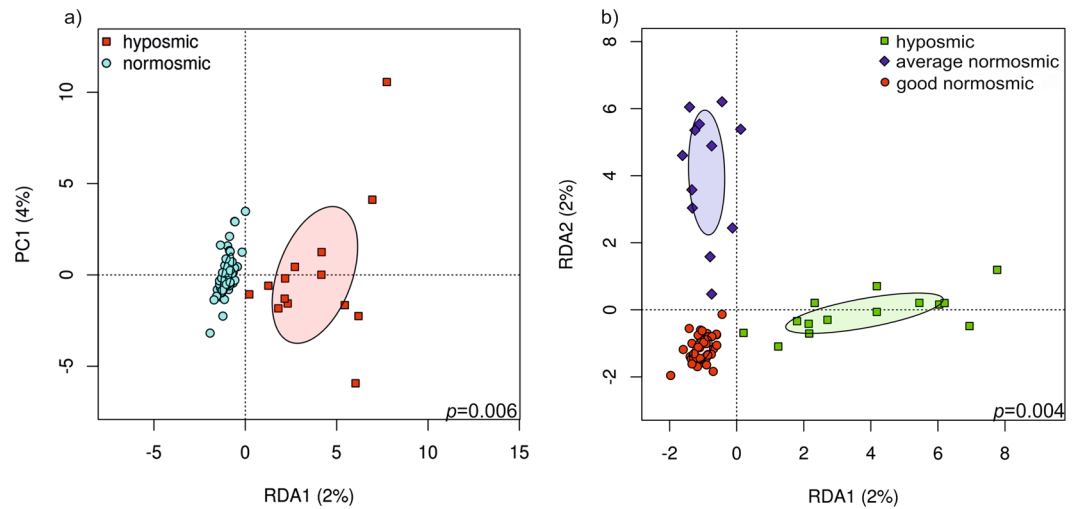 a)
hyposmic
normosmic
10
5
0
-5
PC1 (4%)
p=0.006
-5
0
5
10
15
RDA1 (2%)
b)
hyposmic
average normosmic
good normosmic
8
6
4
2
0
-2
RDA2 (2%)
p=0.004
-2
0
2
4
6
8
RDA1 (2%)